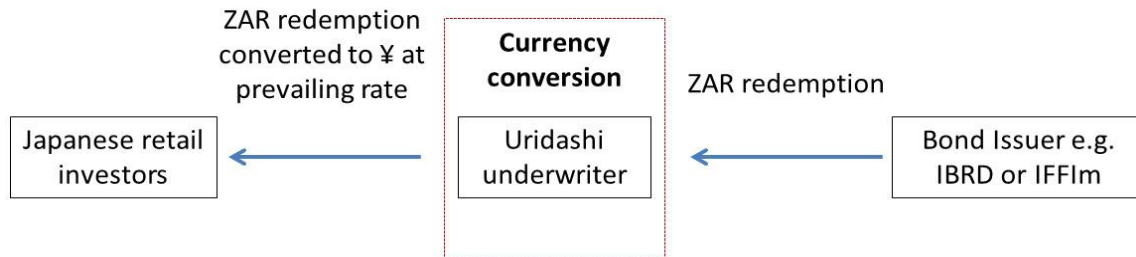 ZAR redemption
converted to ¥ at
prevailing rate
Currency
conversion
ZAR redemption
Japanese retail
investors
Uridashi
underwriter
Bond Issuer e.g.
IBRD or IFFIm